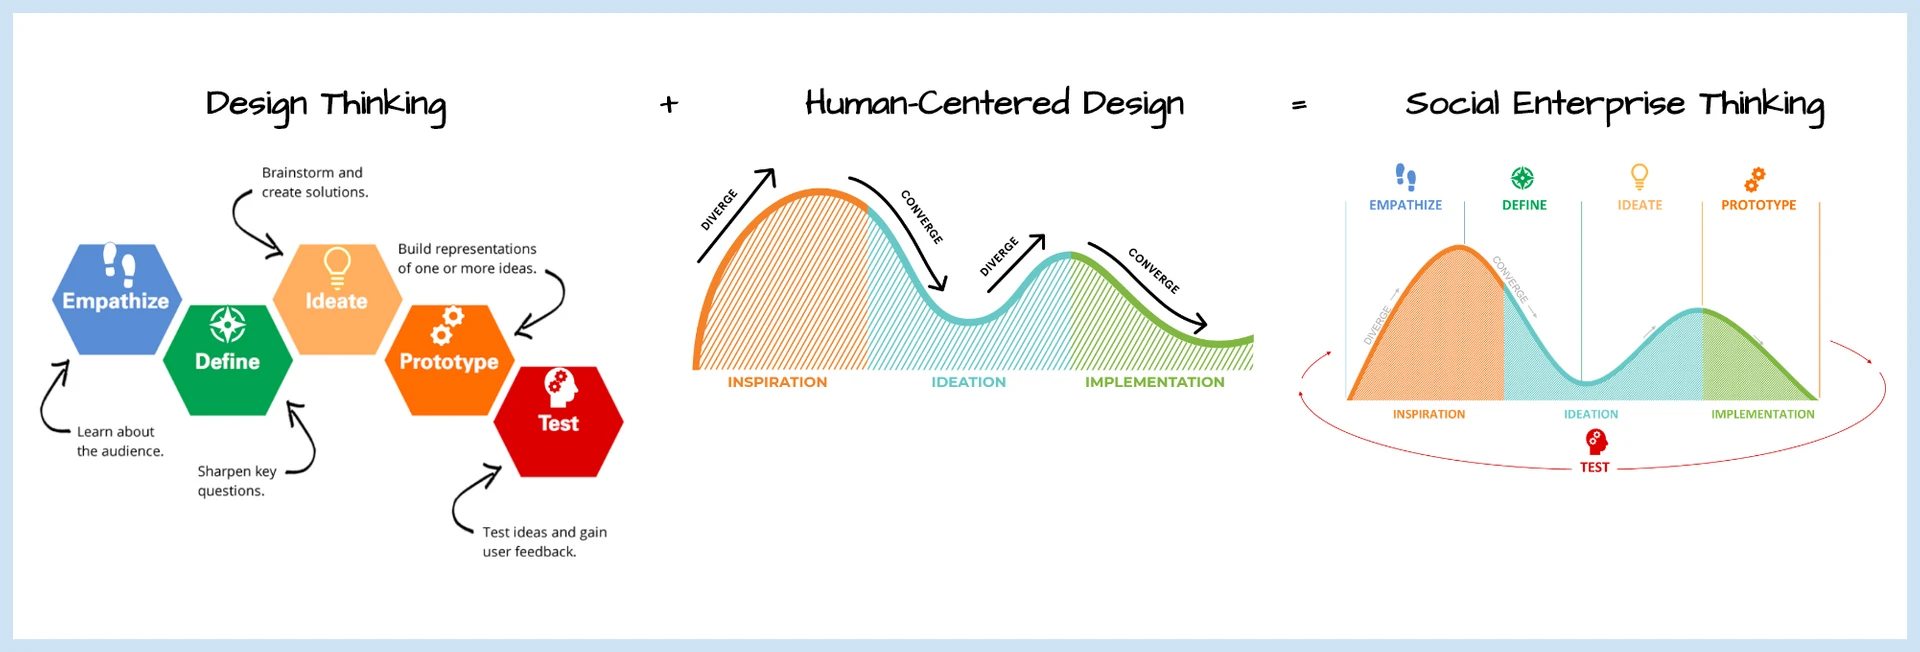 Design Thinking + Human-Centered Design = Social Enterprise Thinking
Brainstorm and
create solutions.
Build representations
of one or more ideas.
Empathize
Define
Ideate
Prototype
Test
Learn about
the audience.
Sharpen key
questions.
Test ideas and gain
user feedback.
DIVERGE
CONVERGE
DIVERGE
CONVERGE
INSPIRATION
IDEATION
IMPLEMENTATION
EMPATHIZE
DEFINE
IDEATE
PROTOTYPE
DIVERGE
CONVERGE
INSPIRATION
IDEATION
IMPLEMENTATION
TEST